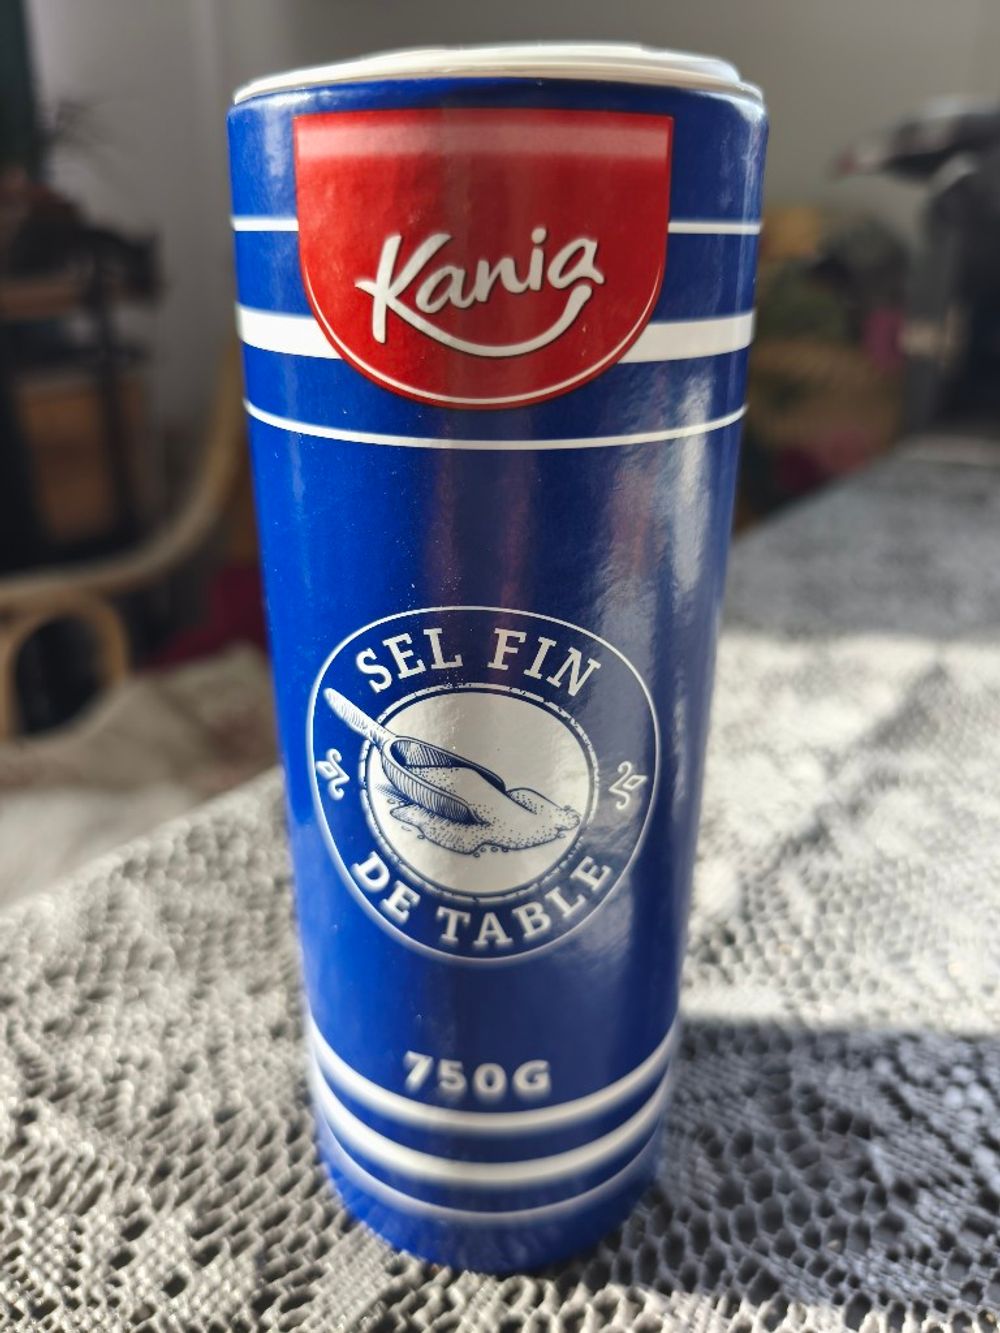 Kania
SEL FIN
DE TABLE
750G